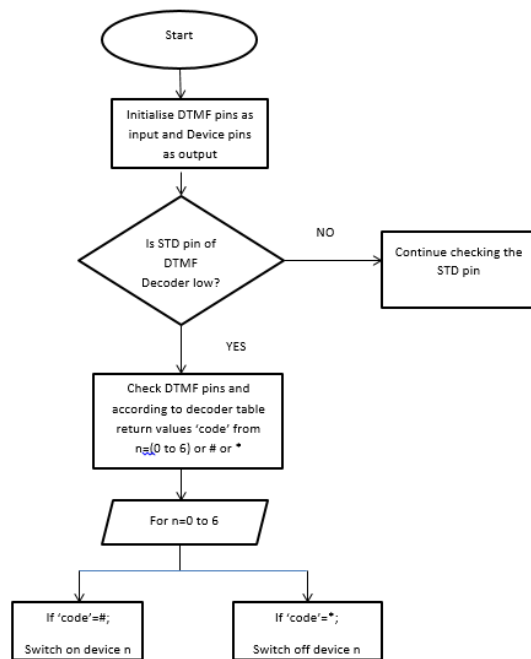 Start
Initialise DTMF pins as
input and Device pins
as output
Is STD pin of
DTMF
Decoder low?
NO
Continue checking the
STD pin
YES
Check DTMF pins and
according to decoder table
return values ‘code’ from
n=(0 to 6) or # or *
For n=0 to 6
If ‘code’=#;
Switch on device n
If ‘code’=*;
Switch off device n